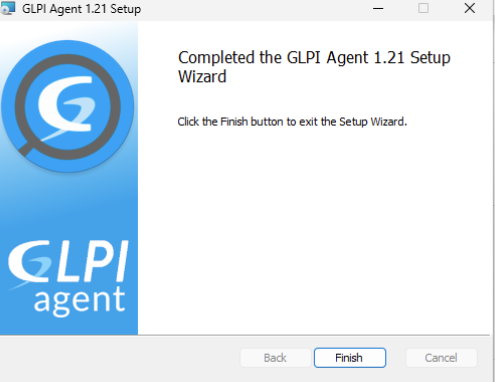 GLPI Agent 1.21 Setup
Completed the GLPI Agent 1.21 Setup
Wizard
Click the Finish button to exit the Setup Wizard.
GLPI
agent
Back
Finish
Cancel